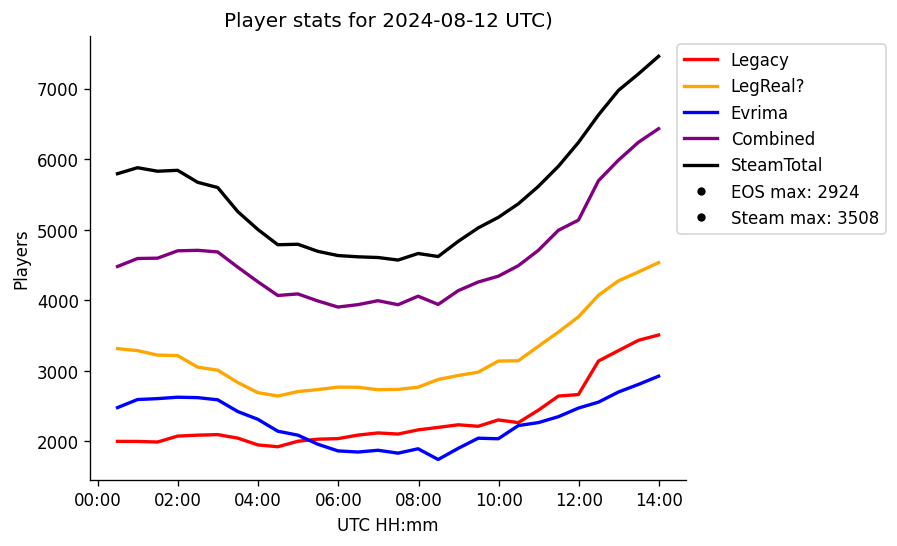 Player stats for 2024-08-12 UTC)
Legacy
LegReal?
Evrima
Combined
SteamTotal
EOS max: 2924
Steam max: 3508
Players
7000
6000
5000
4000
3000
2000
00:00 02:00 04:00 06:00 08:00 10:00 12:00 14:00
UTC HH:mm